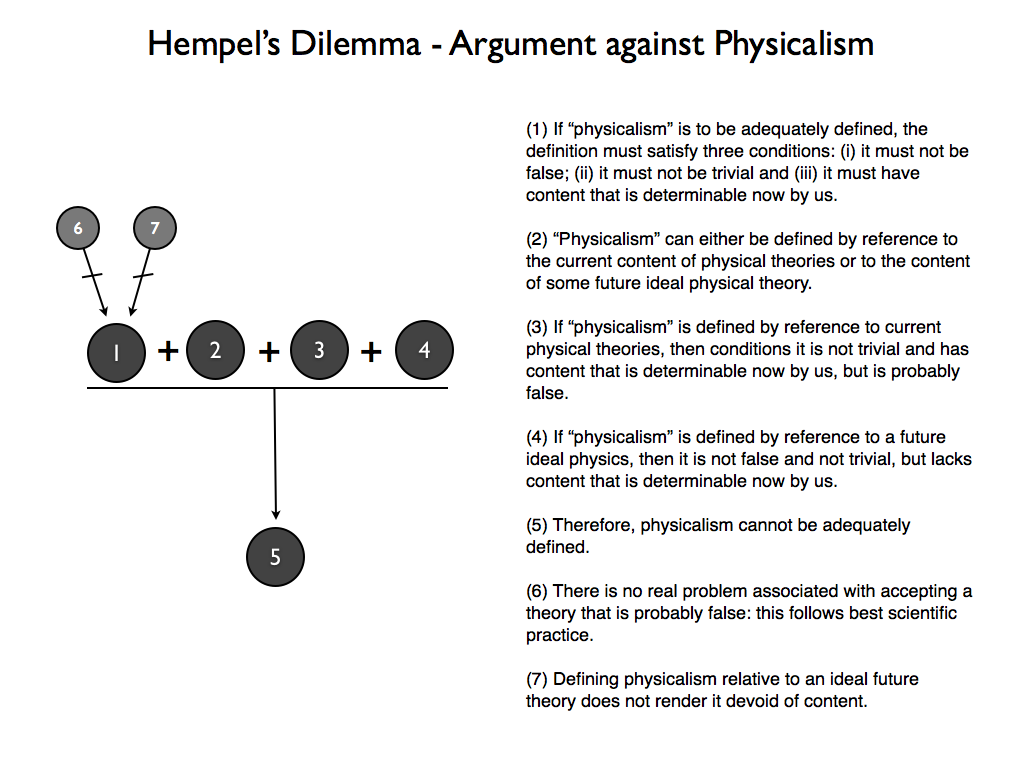 Hempel’s Dilemma - Argument against Physicalism
(1) If “physicalism” is to be adequately defined, the
definition must satisfy three conditions: (i) it must not be
false; (ii) it must not be trivial and (iii) it must have
content that is determinable now by us.
(2) “Physicalism” can either be defined by reference to
the current content of physical theories or to the content
of some future ideal physical theory.
(3) If “physicalism” is defined by reference to current
physical theories, then conditions it is not trivial and has
content that is determinable now by us, but is probably
false.
(4) If “physicalism” is defined by reference to a future
ideal physics, then it is not false and not trivial, but lacks
content that is determinable now by us.
(5) Therefore, physicalism cannot be adequately
defined.
(6) There is no real problem associated with accepting a
theory that is probably false: this follows best scientific
practice.
(7) Defining physicalism relative to an ideal future
theory does not render it devoid of content.
6 7
1 + 2 + 3 + 4
5